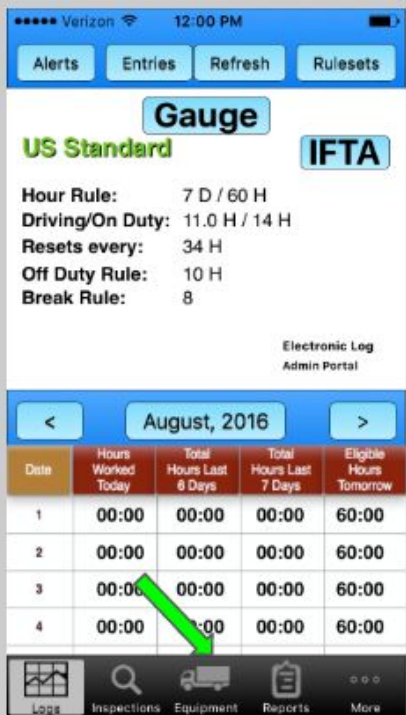 Verizon 12:00 PM
Alerts Entries Refresh Rulesets
Gauge
US Standard IFTA
Hour Rule: 7 D / 60 H
Driving/On Duty: 11.0 H / 14 H
Resets every: 34 H
Off Duty Rule: 10 H
Break Rule: 8
Electronic Log
Admin Portal
< August, 2016 >
Date Hours Worked Today Total Hours Last 6 Days Total Hours Last 7 Days Eligible Hours Tomorrow
1 00:00 00:00 00:00 60:00
2 00:00 00:00 00:00 60:00
3 00:00 00:00 00:00 60:00
4 00:00 :00 00:00 60:00
Logs Inspections Equipment Reports More